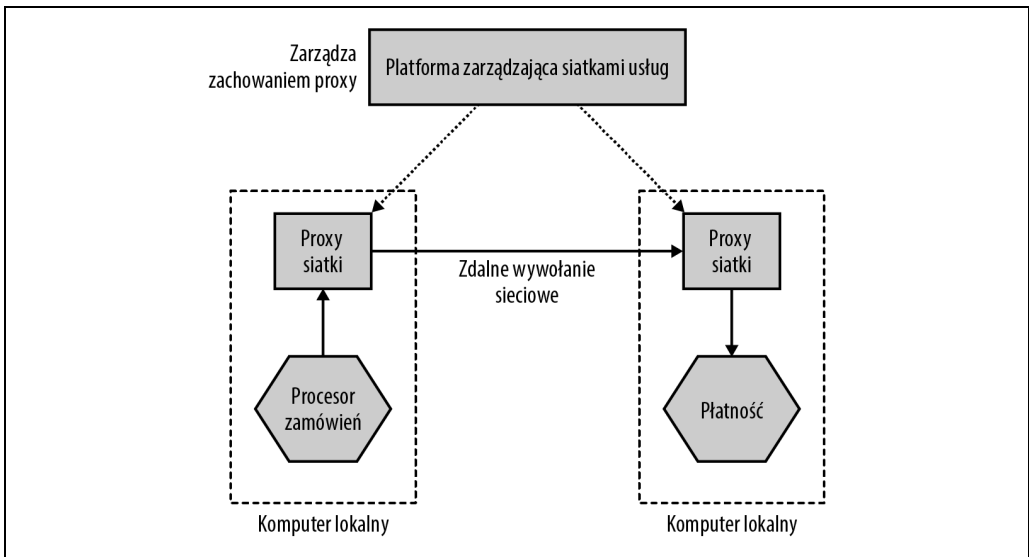 Zarządza
zachowaniem proxy
Platforma zarządzająca siatkami usług
Proxy
siatki
Zdalne wywołanie
sieciowe
Proxy
siatki
Procesor
zamówień
Płatność
Komputer lokalny
Komputer lokalny